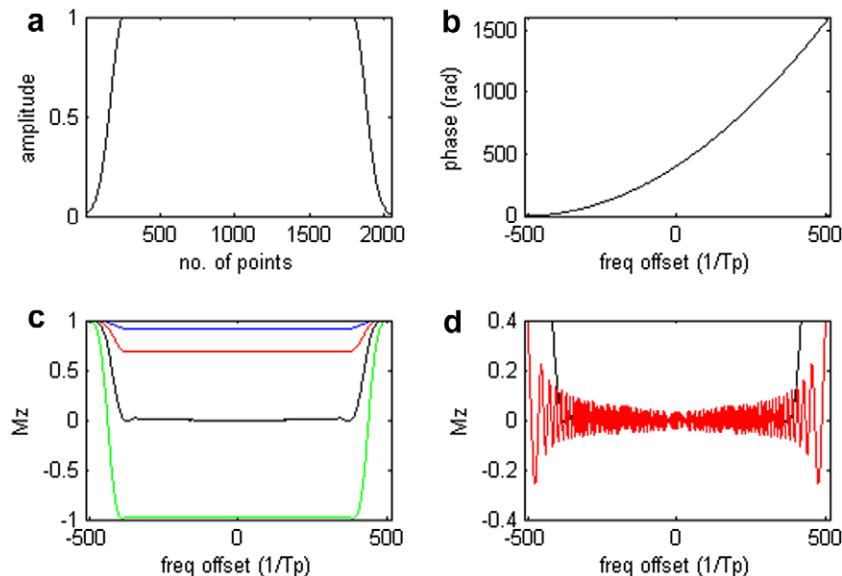 a
1
0.5
0
amplitude
500 1000 1500 2000
no. of points
b
1500
1000
500
0
phase (rad)
-500 0 500
freq offset (1/Tp)
c
1
0.5
0
-0.5
-1
Mz
-500 0 500
freq offset (1/Tp)
d
0.4
0.2
0
-0.2
-0.4
Mz
-500 0 500
freq offset (1/Tp)